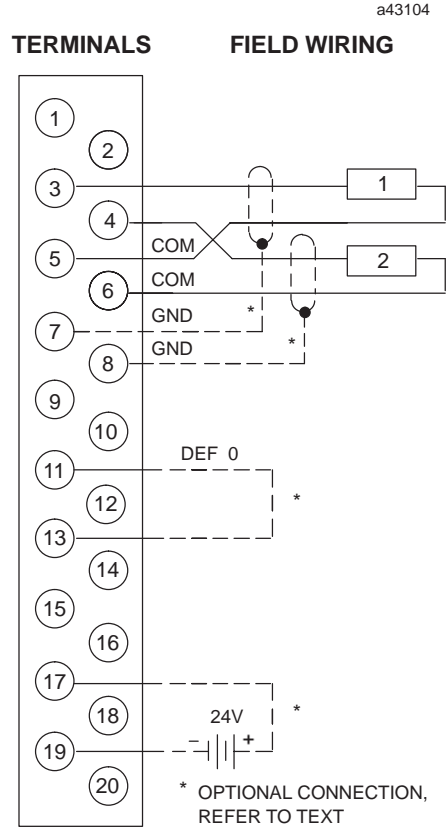 a43104
TERMINALS FIELD WIRING
1
2
3 1
4
5 COM
2
6 COM
7 GND *
8 GND *
9
10
11 DEF 0
12 *
13
14
15
16
17
18 24V *
19 − +
20 * OPTIONAL CONNECTION,
REFER TO TEXT